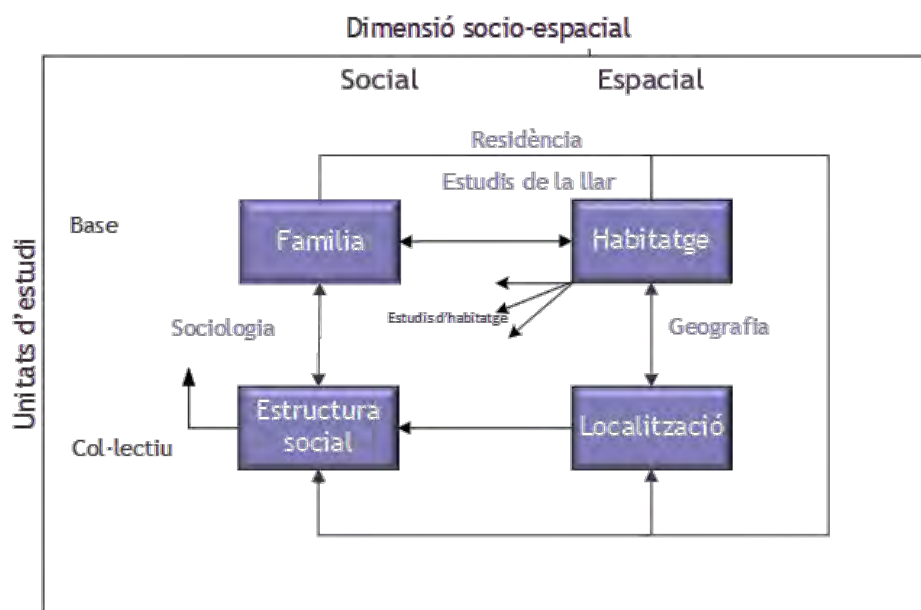 Dimensió socio-espacial
Social
Espacial
Residència
Estudis de la llar
Base
Familia
Habitatge
Unitats d'estudi
Estudis d'habitatge
Sociologia
Geografia
Estructura
social
Localització
Col·lectiu